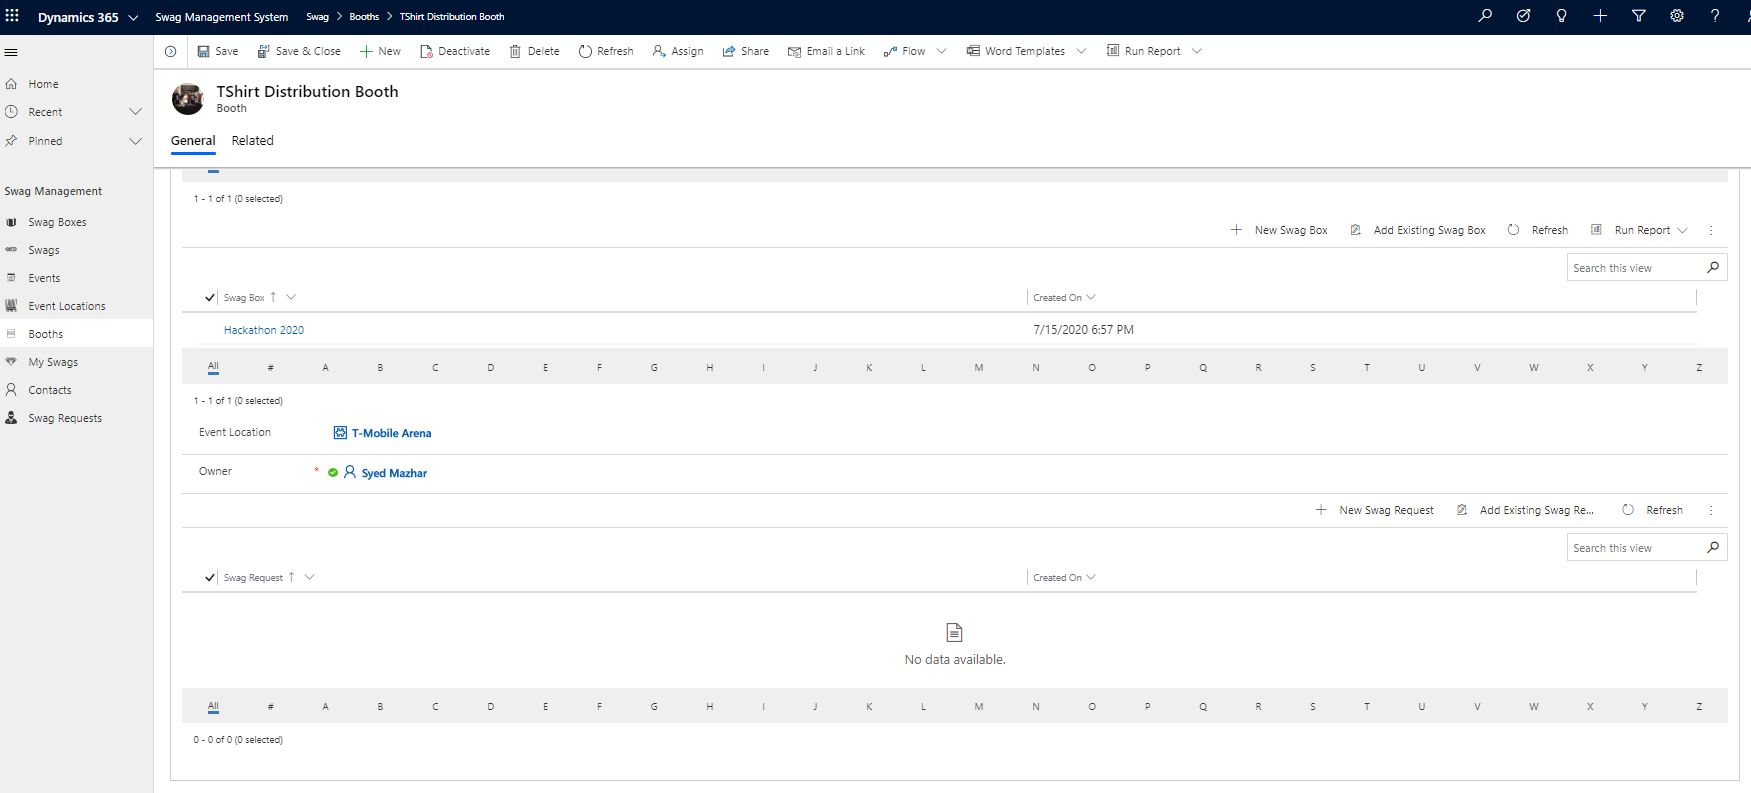 Dynamics 365 Swag Management System Swag > Booths > TShirt Distribution Booth
Save Save & Close New Deactivate Delete Refresh Assign Share Email a Link Flow Word Templates Run Report
Home
Recent
Pinned
Swag Management
Swag Boxes
Swags
Events
Event Locations
Booths
My Swags
Contacts
Swag Requests
TShirt Distribution Booth
Booth
General Related
1 - 1 of 1 (0 selected)
New Swag Box Add Existing Swag Box Refresh Run Report
Search this view
Swag Box Created On
Hackathon 2020 7/15/2020 6:57 PM
All # A B C D E F G H I J K L M N O P Q R S T U V W X Y Z
1 - 1 of 1 (0 selected)
Event Location T-Mobile Arena
Owner * Syed Mazhar
New Swag Request Add Existing Swag Re... Refresh
Search this view
Swag Request Created On
No data available.
All # A B C D E F G H I J K L M N O P Q R S T U V W X Y Z
0 - 0 of 0 (0 selected)